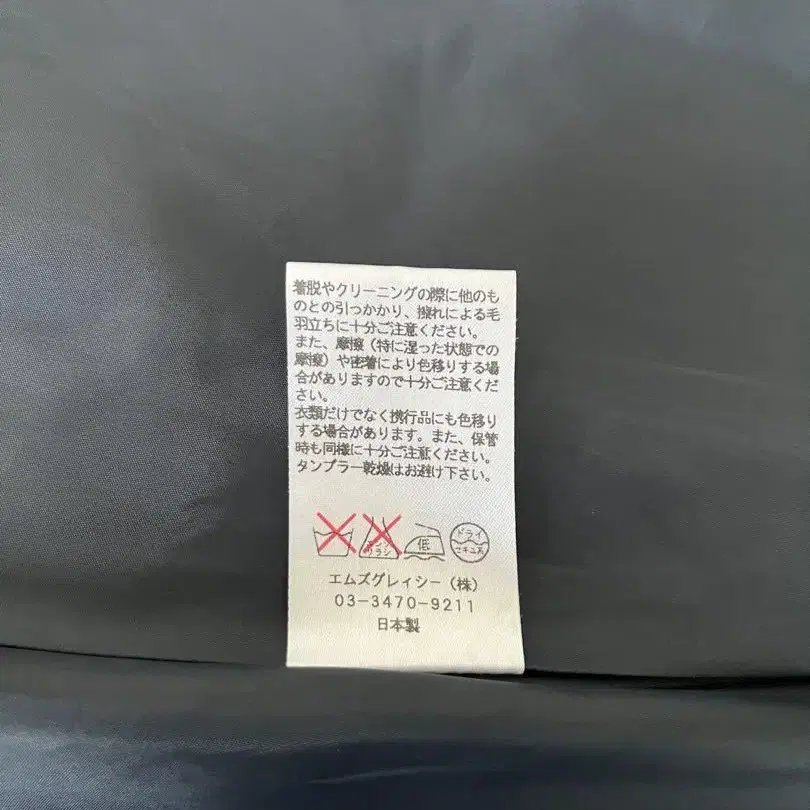 着脱やクリーニングの際に他のも
のとの引っかかり、擦れによる毛
羽立ちに十分ご注意ください。
また、摩擦（特に湿った状態での
摩擦）や密着により色移りする場
合がありますので十分ご注意くだ
さい。
衣類だけでなく携行品にも色移り
する場合があります。また、保管
時も同様に十分ご注意ください。
タンブラー乾燥はお避け下さい。
エンソ
サラシ
低
ドライ
セキユ系
エムズグレィシー（株）
03-3470-9211
日本製